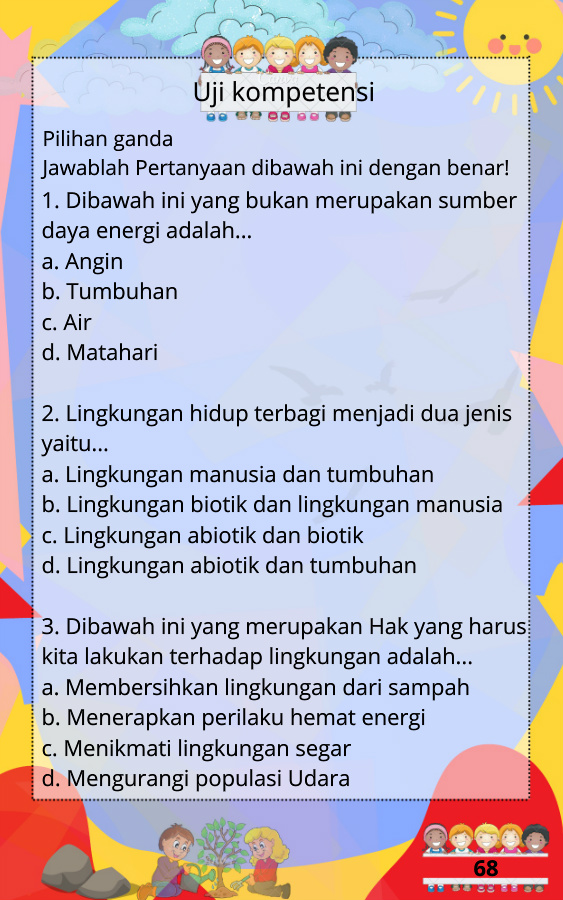 Uji kompetensi
Pilihan ganda
Jawablah Pertanyaan dibawah ini dengan benar!
1. Dibawah ini yang bukan merupakan sumber
daya energi adalah...
a. Angin
b. Tumbuhan
c. Air
d. Matahari
2. Lingkungan hidup terbagi menjadi dua jenis
yaitu...
a. Lingkungan manusia dan tumbuhan
b. Lingkungan biotik dan lingkungan manusia
c. Lingkungan abiotik dan biotik
d. Lingkungan abiotik dan tumbuhan
3. Dibawah ini yang merupakan Hak yang harus
kita lakukan terhadap lingkungan adalah...
a. Membersihkan lingkungan dari sampah
b. Menerapkan perilaku hemat energi
c. Menikmati lingkungan segar
d. Mengurangi populasi Udara
68